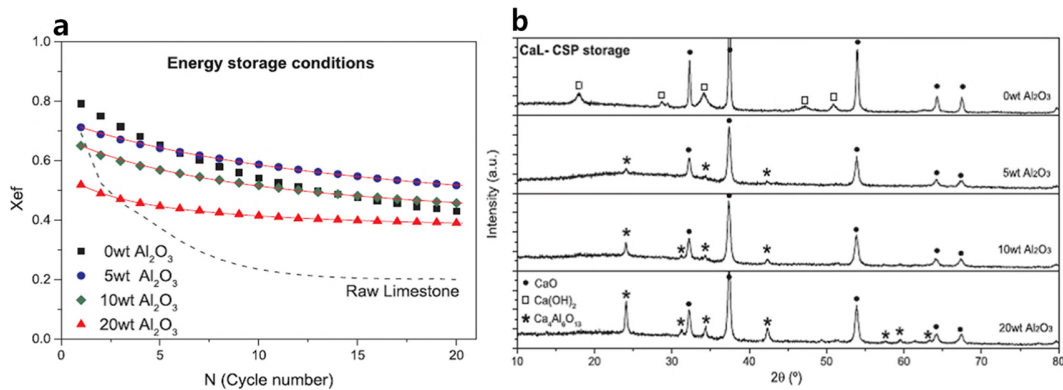 a
Energy storage conditions
1.0
0.8
0.6
0.4
0.2
0.0
Xef
0wt Al₂O₃
5wt Al₂O₃
10wt Al₂O₃
20wt Al₂O₃
Raw Limestone
1 5 10 15 20
N (Cycle number)
b
CaL- CSP storage
0wt Al₂O₃
5wt Al₂O₃
10wt Al₂O₃
CaO
Ca(OH)₂
Ca₄Al₆O₁₃
20wt Al₂O₃
Intensity (a.u.)
10 20 30 40 50 60 70 80
2θ (º)